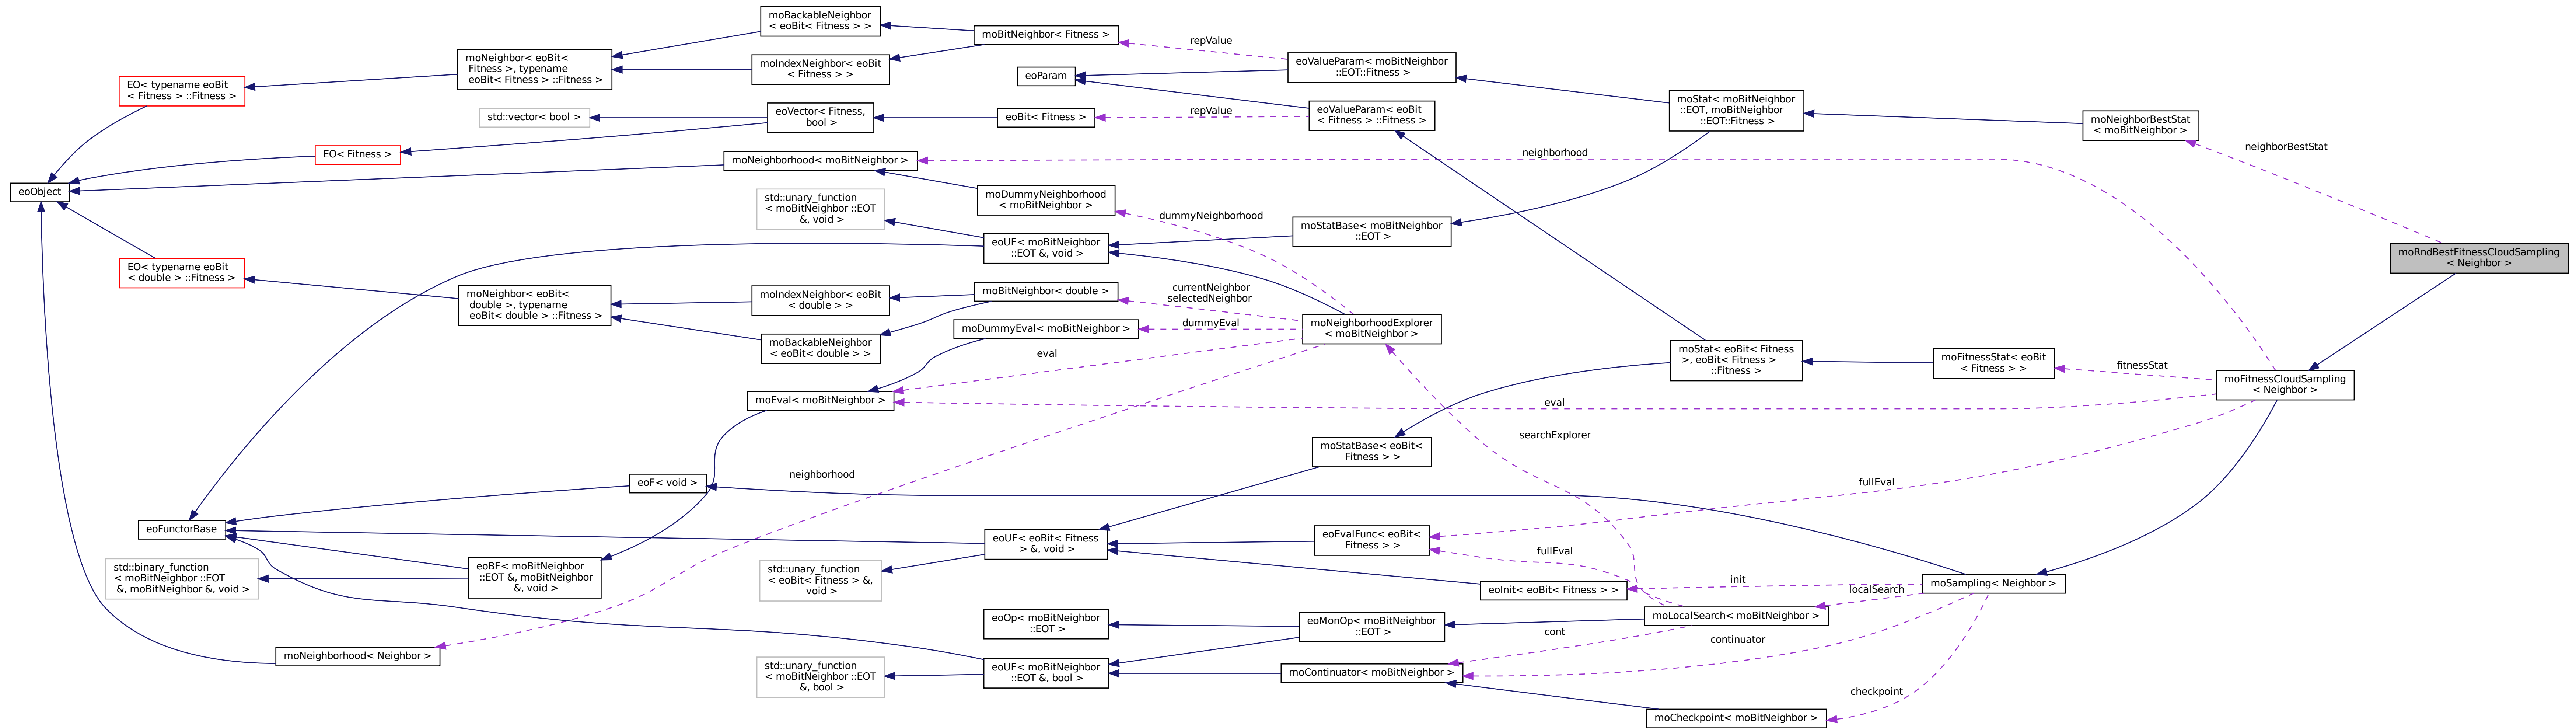 moBackableNeighbor
< eoBit< Fitness > >
moBitNeighbor< Fitness >
repValue
moNeighbor< eoBit<
Fitness >, typename
eoBit< Fitness > ::Fitness >
moIndexNeighbor< eoBit
< Fitness > >
eoParam
eoValueParam< moBitNeighbor
::EOT::Fitness >
EO< typename eoBit
< Fitness > ::Fitness >
std::vector< bool >
eoVector< Fitness,
bool >
eoBit< Fitness >
repValue
eoValueParam< eoBit
< Fitness > ::Fitness >
moStat< moBitNeighbor
::EOT, moBitNeighbor
::EOT::Fitness >
moNeighborBestStat
< moBitNeighbor >
neighborBestStat
EO< Fitness >
moNeighborhood< moBitNeighbor >
neighborhood
eoObject
std::unary_function
< moBitNeighbor ::EOT
&, void >
moDummyNeighborhood
< moBitNeighbor >
dummyNeighborhood
moStatBase< moBitNeighbor
::EOT >
eoUF< moBitNeighbor
::EOT &, void >
moRndBestFitnessCloudSampling
< Neighbor >
EO< typename eoBit
< double > ::Fitness >
moNeighbor< eoBit<
double >, typename
eoBit< double > ::Fitness >
moIndexNeighbor< eoBit
< double > >
moBitNeighbor< double >
currentNeighbor
selectedNeighbor
moDummyEval< moBitNeighbor >
dummyEval
moNeighborhoodExplorer
< moBitNeighbor >
moBackableNeighbor
< eoBit< double > >
eval
moStat< eoBit< Fitness
>, eoBit< Fitness >
::Fitness >
moFitnessStat< eoBit
< Fitness > >
fitnessStat
moFitnessCloudSampling
< Neighbor >
moEval< moBitNeighbor >
eval
searchExplorer
moStatBase< eoBit<
Fitness > >
neighborhood
eoF< void >
fullEval
eoFunctorBase
eoUF< eoBit< Fitness
> &, void >
eoEvalFunc< eoBit<
Fitness > >
fullEval
std::binary_function
< moBitNeighbor ::EOT
&, moBitNeighbor &, void >
eoBF< moBitNeighbor
::EOT &, moBitNeighbor
&, void >
std::unary_function
< eoBit< Fitness > &,
void >
eoInit< eoBit< Fitness > >
init
moSampling< Neighbor >
localSearch
eoOp< moBitNeighbor
::EOT >
eoMonOp< moBitNeighbor
::EOT >
moLocalSearch< moBitNeighbor >
cont
continuator
moNeighborhood< Neighbor >
std::unary_function
< moBitNeighbor ::EOT
&, bool >
eoUF< moBitNeighbor
::EOT &, bool >
moContinuator< moBitNeighbor >
checkpoint
moCheckpoint< moBitNeighbor >